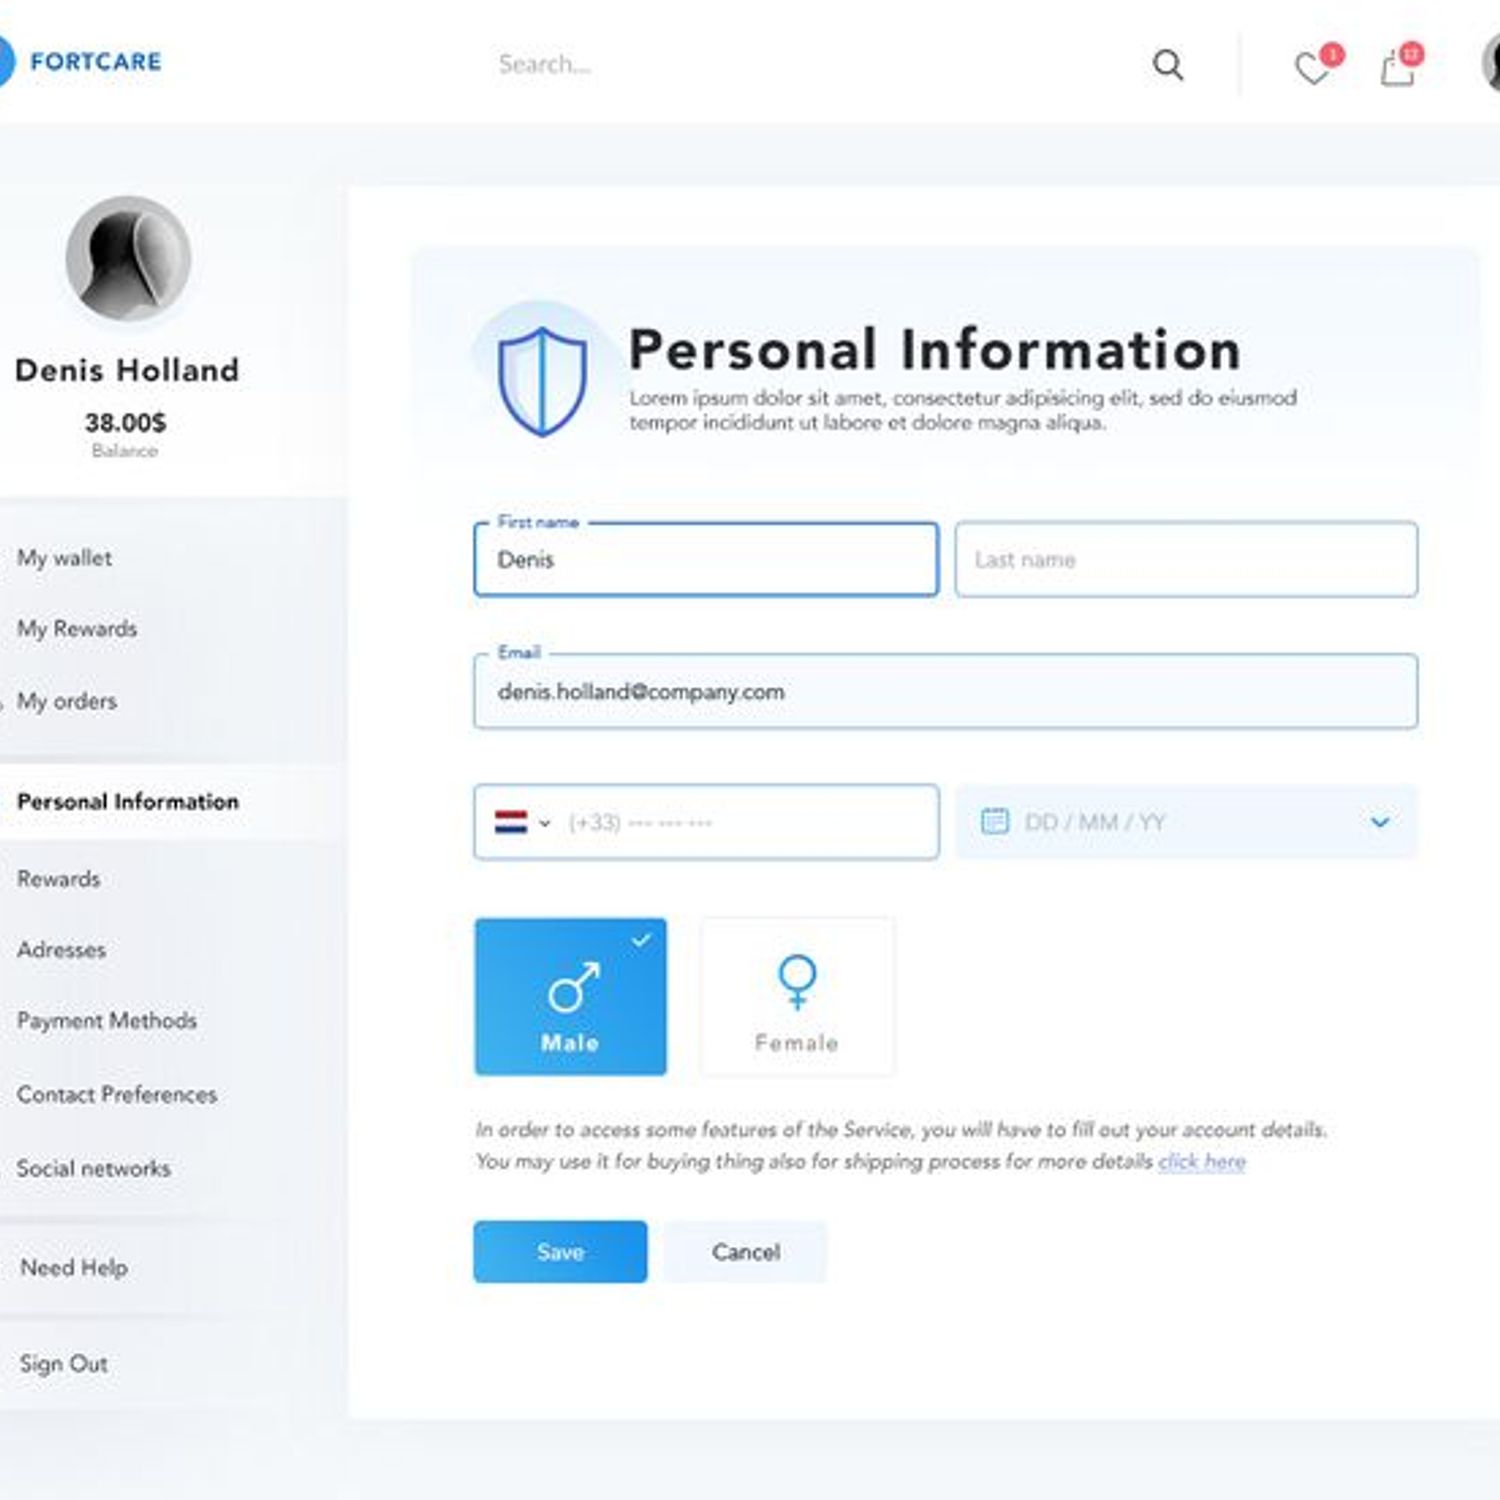 FORTCARE
Search...
1
Denis Holland
38.00$
Balance
My wallet
My Rewards
My orders
Personal Information
Rewards
Adresses
Payment Methods
Contact Preferences
Social networks
Need Help
Sign Out
Personal Information
Lorem ipsum dolor sit amet, consectetur adipisicing elit, sed do eiusmod
tempor incididunt ut labore et dolore magna aliqua.
First name
Denis
Last name
Email
denis.holland@company.com
(+33) --- --- ---
DD / MM / YY
Male
Female
In order to access some features of the Service, you will have to fill out your account details.
You may use it for buying thing also for shipping process for more details click here
Save
Cancel